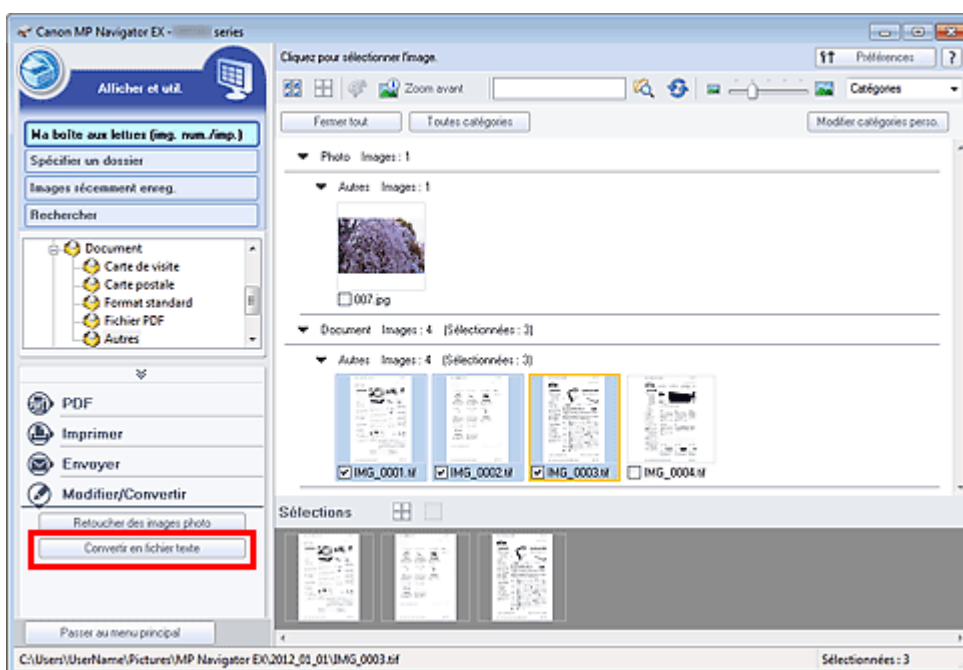 Canon MP Navigator EX - series
Afficher et util.
Ma boîte aux lettres (img. num./imp.)
Spécifier un dossier
Images récemment enreg.
Rechercher
Document
Carte de visite
Carte postale
Format standard
Fichier PDF
Autres
PDF
Imprimer
Envoyer
Modifier/Convertir
Retoucher des images photo
Convertir en fichier texte
Passer au menu principal
Cliquez pour sélectionner l'image.
Préférences ?
Zoom avant
Catégories
Fermer tout Toutes catégories Modifier catégories perso.
Photo Images : 1
Autres Images : 1
007.jpg
Document Images : 4 (Sélectionnées : 3)
Autres Images : 4 (Sélectionnées : 3)
IMG_0001.tif IMG_0002.tif IMG_0003.tif IMG_0004.tif
Sélections
C:\Users\UserName\Pictures\MP Navigator EX\2012_01_01\IMG_0003.tif
Sélectionnées : 3